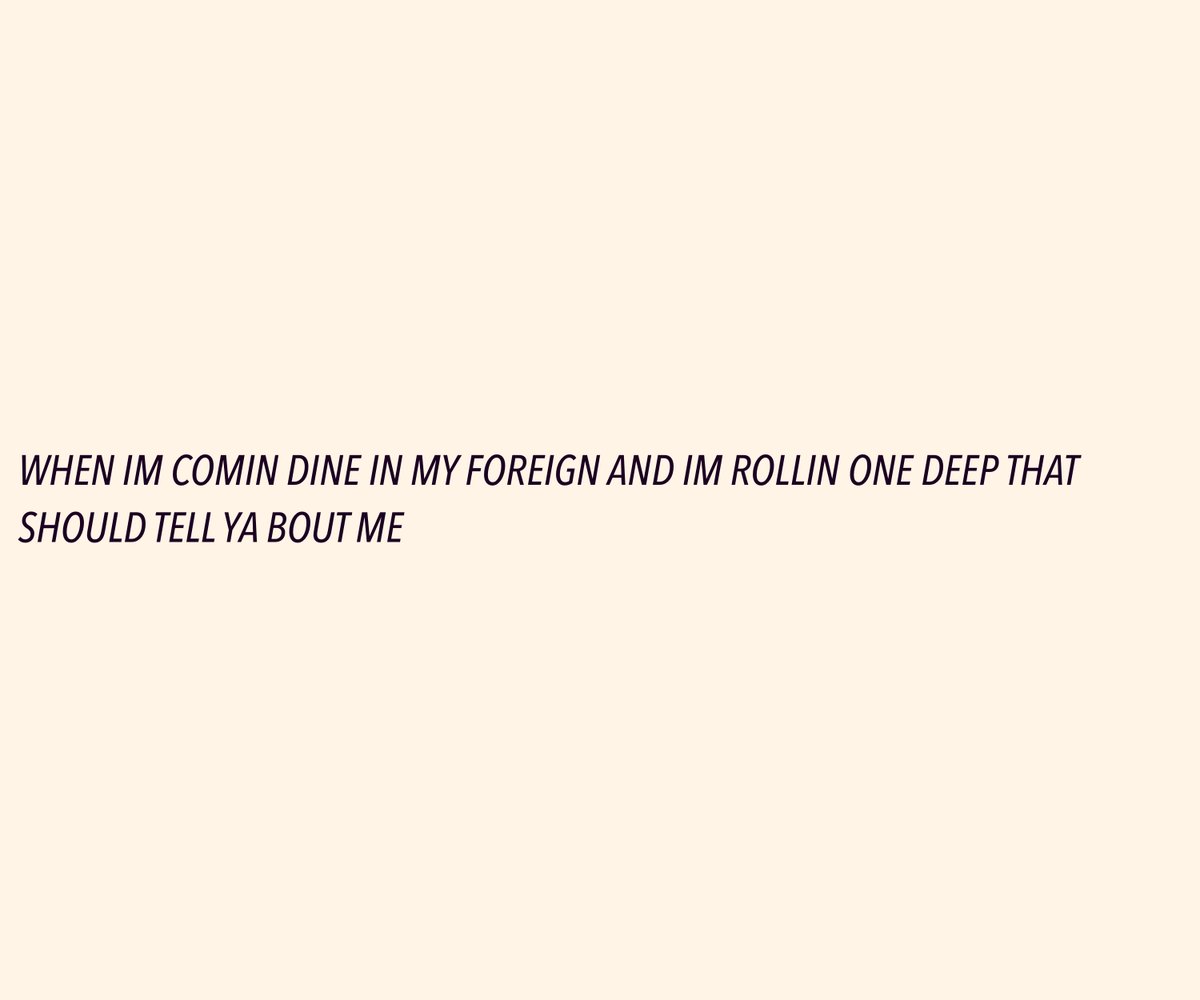 WHEN IM COMIN DINE IN MY FOREIGN AND IM ROLLIN ONE DEEP THAT
SHOULD TELL YA BOUT ME